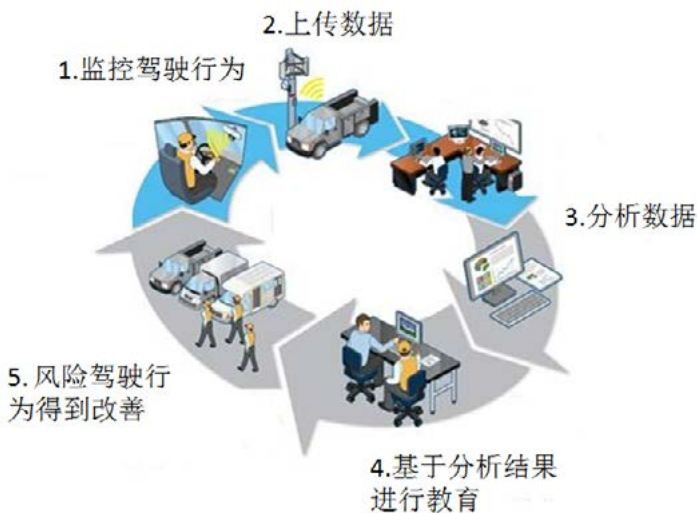 1.监控驾驶行为
2.上传数据
3.分析数据
4.基于分析结果
进行教育
5. 风险驾驶行
为得到改善